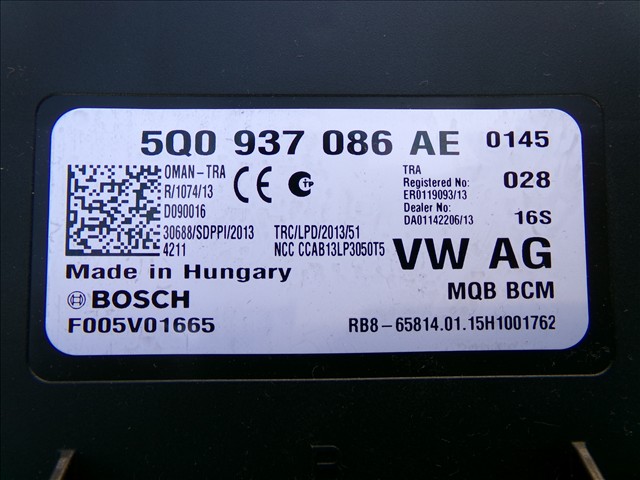 5Q0 937 086 AE 0145
OMAN-TRA
R/1074/13
D090016
CE
TRA
Registered No:
ER0119093/13
Dealer No:
DA01142206/13
028
16S
30688/SDPPI/2013
4211
TRC/LPD/2013/51
NCC CCAB13LP3050T5
VW AG
MQB BCM
Made in Hungary
BOSCH
F005V01665
RB8-65814.01.15H1001762